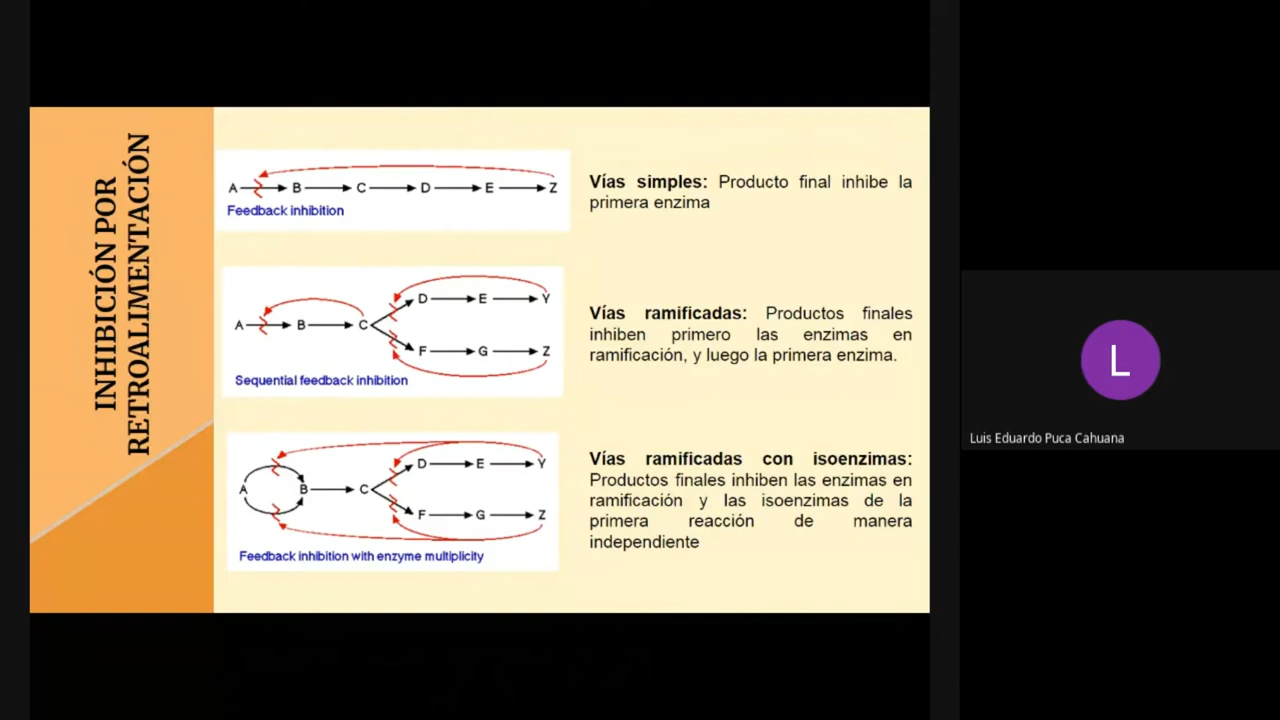 INHIBICIÓN POR
RETROALIMENTACIÓN
A B C D E Z
Feedback inhibition
Vías simples: Producto final inhibe la
primera enzima
D E Y
A B C
F G Z
Sequential feedback inhibition
Vías ramificadas: Productos finales
inhiben primero las enzimas en
ramificación, y luego la primera enzima.
D E Y
A B C
F G Z
Feedback inhibition with enzyme multiplicity
Vías ramificadas con isoenzimas:
Productos finales inhiben las enzimas en
ramificación y las isoenzimas de la
primera reacción de manera
independiente
L
Luis Eduardo Puca Cahuana